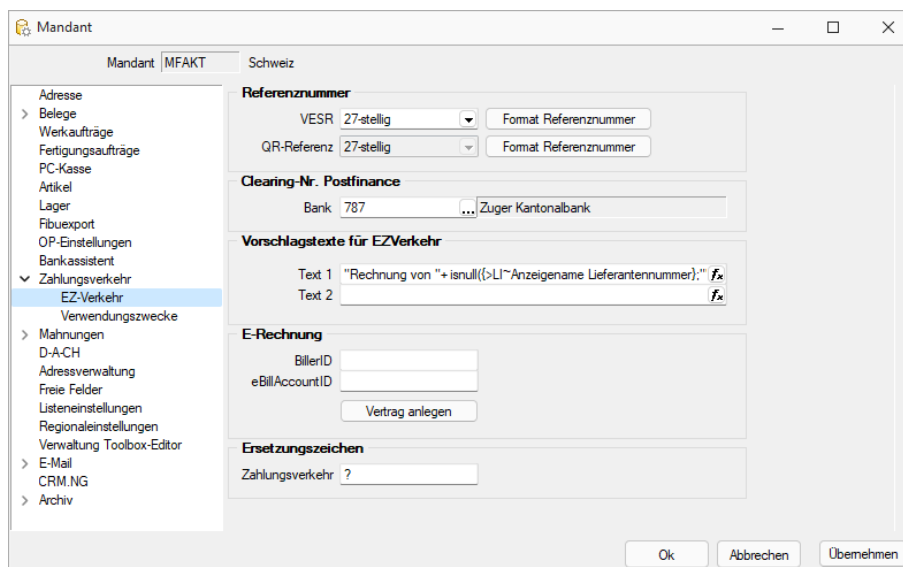 Mandant
Mandant MFAKT Schweiz
Adresse
Belege
Werkaufträge
Fertigungsaufträge
PC-Kasse
Artikel
Lager
Fibuexport
OP-Einstellungen
Bankassistent
Zahlungsverkehr
EZ-Verkehr
Verwendungszwecke
Mahnungen
D-A-CH
Adressverwaltung
Freie Felder
Listeneinstellungen
Regionaleinstellungen
Verwaltung Toolbox-Editor
E-Mail
CRM.NG
Archiv
Referenznummer
VESR 27-stellig Format Referenznummer
QR-Referenz 27-stellig Format Referenznummer
Clearing-Nr. Postfinance
Bank 787 ... Zuger Kantonalbank
Vorschlagstexte für EZVerkehr
Text 1 "Rechnung von "+ isnull({>LI~Anzeigename Lieferantennummer};" fx
Text 2 fx
E-Rechnung
BillerID
eBillAccountID
Vertrag anlegen
Ersetzungszeichen
Zahlungsverkehr ?
Ok Abbrechen Übernehmen